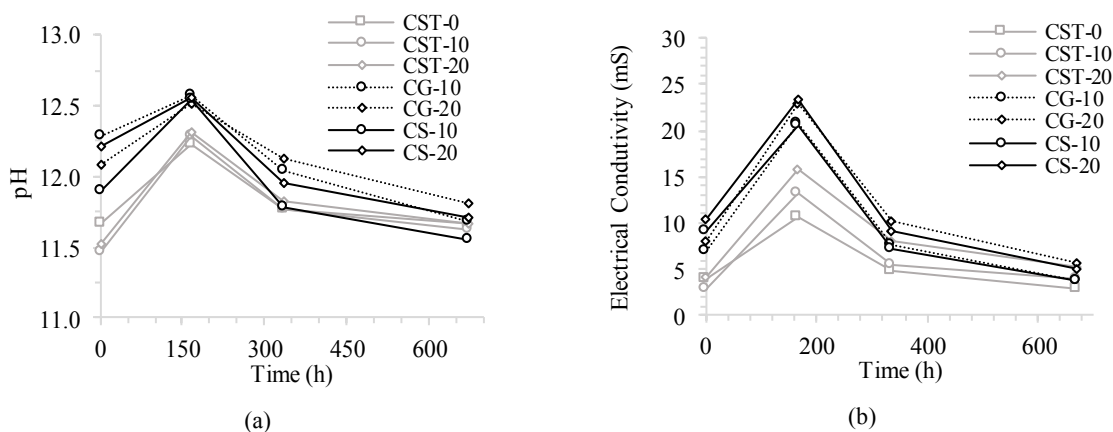 pH
13.0
12.5
12.0
11.5
11.0
0
150
300
450
600
Time (h)
CST-0
CST-10
CST-20
CG-10
CG-20
CS-10
CS-20
(a)
Electrical Condutivity (mS)
30
25
20
15
10
5
0
0
200
400
600
Time (h)
CST-0
CST-10
CST-20
CG-10
CG-20
CS-10
CS-20
(b)